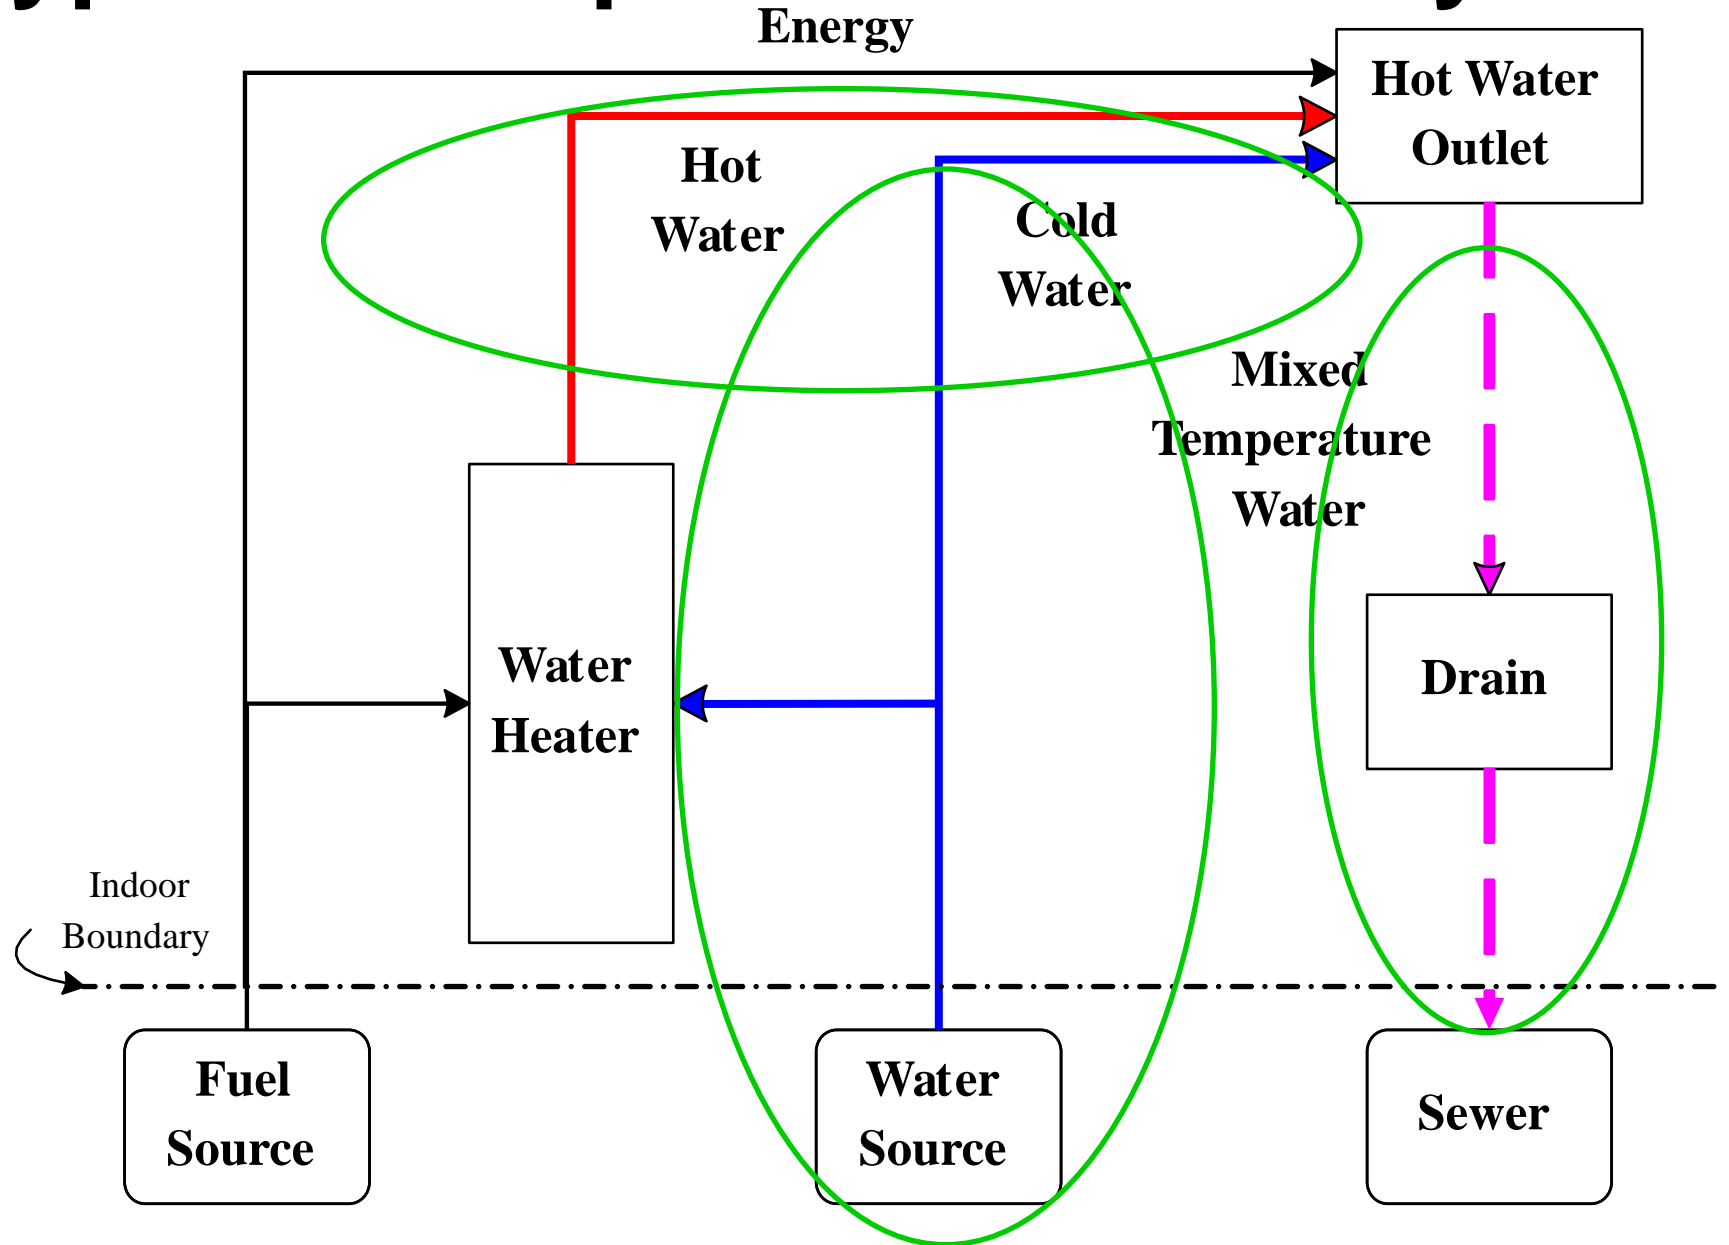 Energy
Hot Water
Outlet
Hot
Water
Cold
Water
Mixed
Temperature
Water
Water
Heater
Drain
Indoor
Boundary
Fuel
Source
Water
Source
Sewer